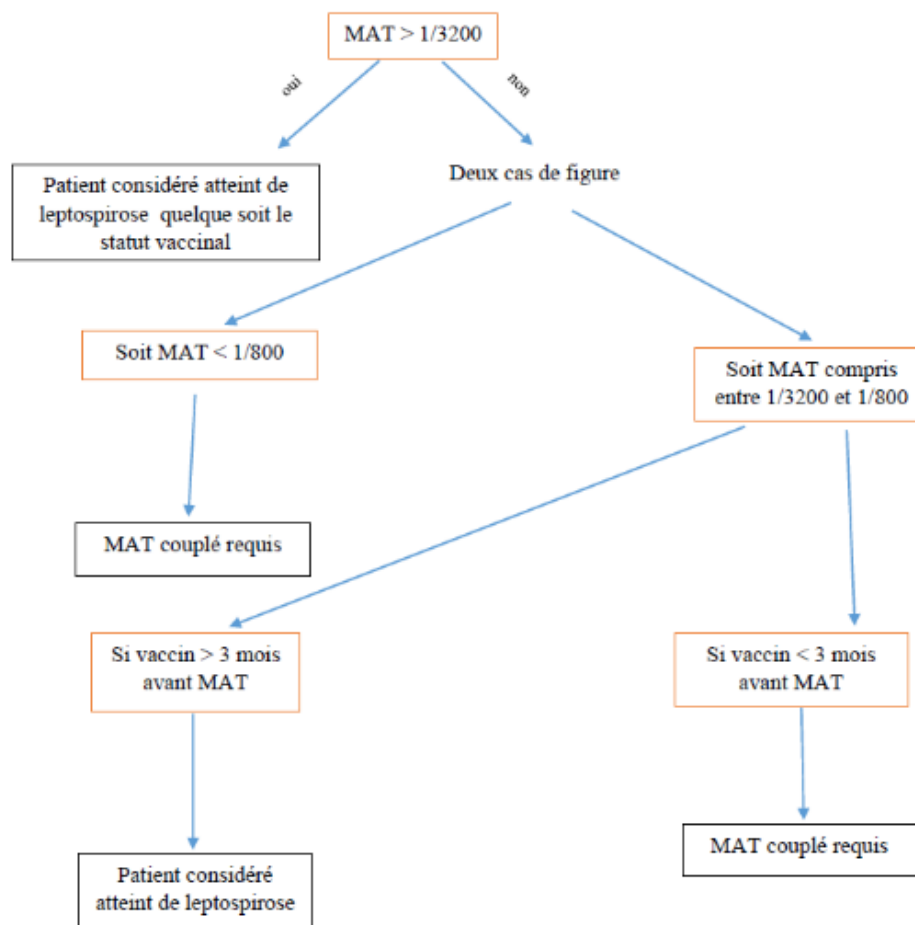 MAT > 1/3200
oui
non
Patient considéré atteint de
leptospirose quelque soit le
statut vaccinal
Deux cas de figure
Soit MAT < 1/800
Soit MAT compris
entre 1/3200 et 1/800
MAT couplé requis
Si vaccin > 3 mois
avant MAT
Si vaccin < 3 mois
avant MAT
Patient considéré
atteint de leptospirose
MAT couplé requis